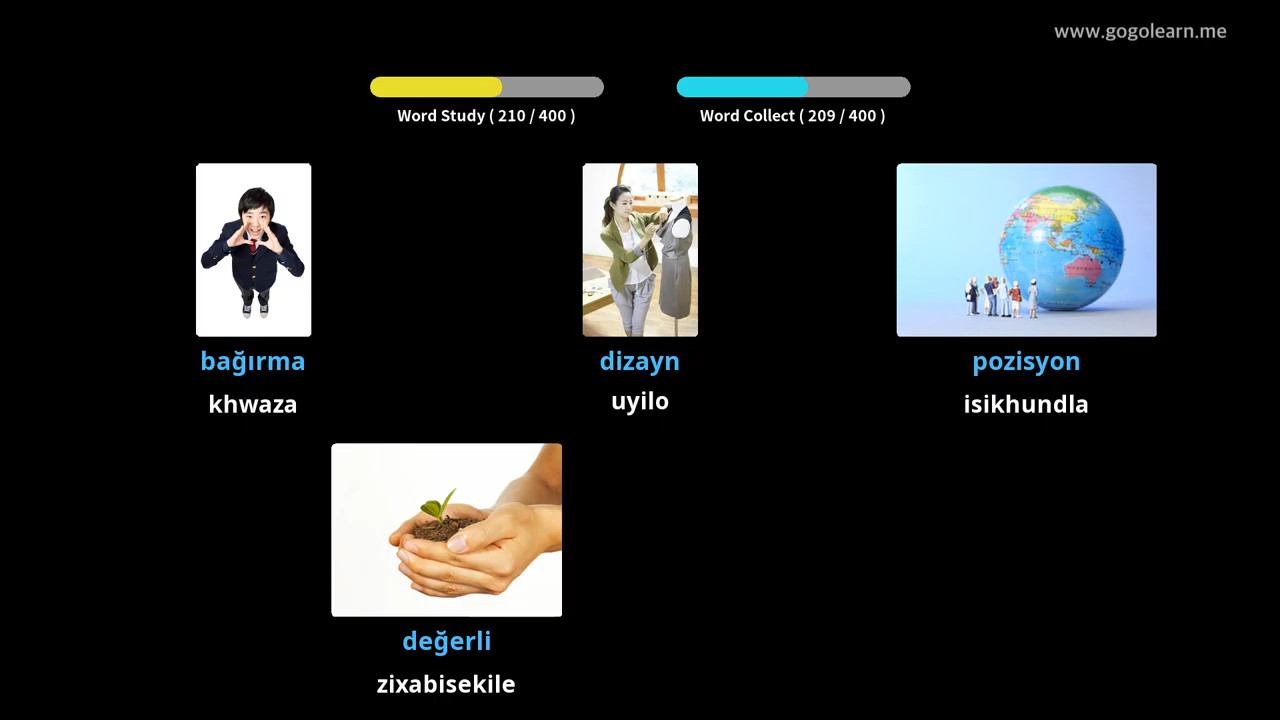 www.gogolearn.me
Word Study ( 210 / 400 )
Word Collect ( 209 / 400 )
bağırma
khwaza
dizayn
uyilo
pozisyon
isikhundla
değerli
zixabisekile